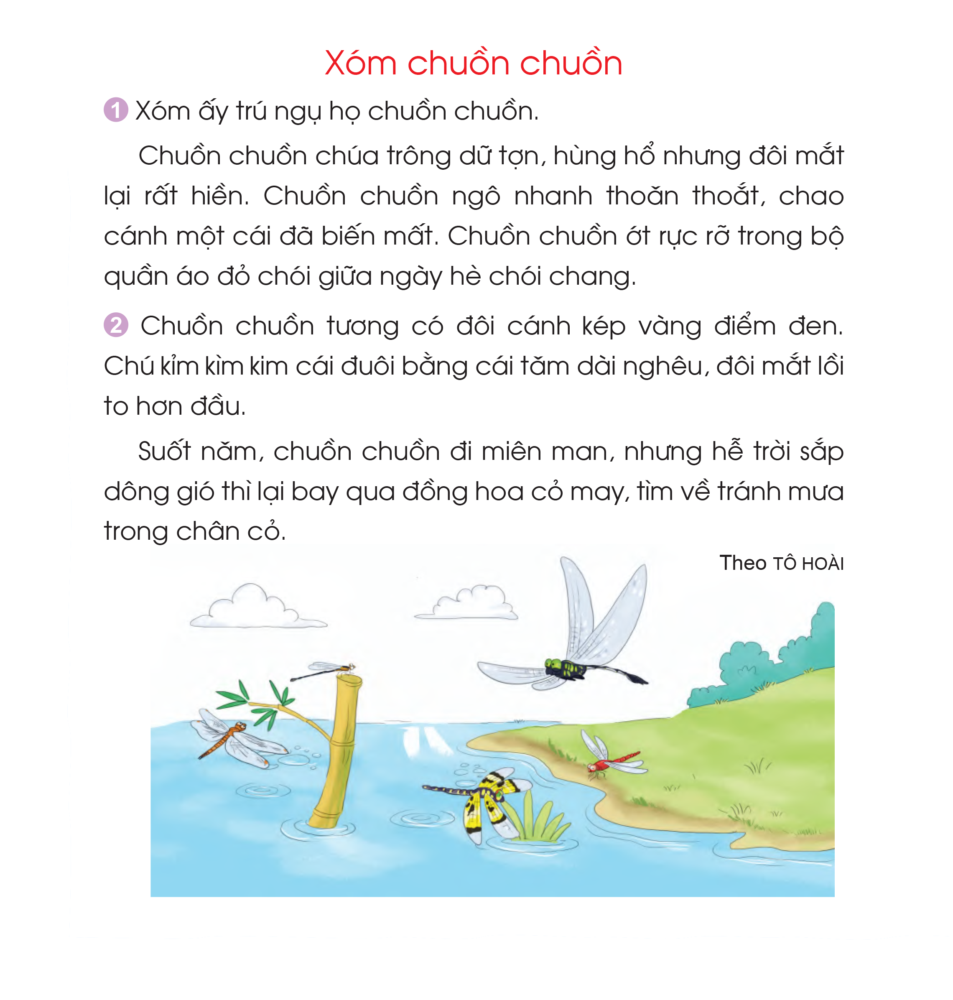 Xóm chuồn chuồn
1 Xóm ấy trú ngụ họ chuồn chuồn.
Chuồn chuồn chúa trông dữ tợn, hùng hổ nhưng đôi mắt
lại rất hiền. Chuồn chuồn ngô nhanh thoăn thoắt, chao
cánh một cái đã biến mất. Chuồn chuồn ớt rực rỡ trong bộ
quần áo đỏ chói giữa ngày hè chói chang.
2 Chuồn chuồn tương có đôi cánh kép vàng điểm đen.
Chú kỉm kìm kim cái đuôi bằng cái tăm dài nghêu, đôi mắt lồi
to hơn đầu.
Suốt năm, chuồn chuồn đi miên man, nhưng hễ trời sắp
dông gió thì lại bay qua đồng hoa cỏ may, tìm về tránh mưa
trong chân cỏ.
Theo TÔ HOÀI